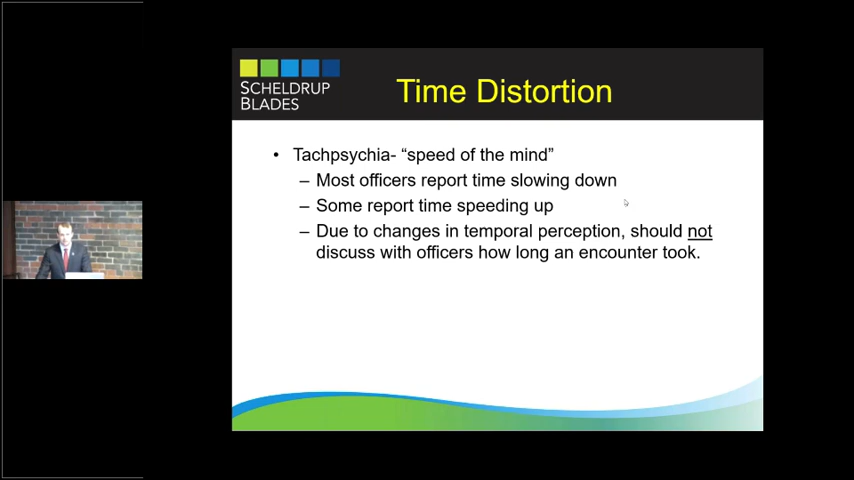 SCHELDRUP
BLADES
Time Distortion
• Tachpsychia- “speed of the mind”
– Most officers report time slowing down
– Some report time speeding up
– Due to changes in temporal perception, should not
discuss with officers how long an encounter took.